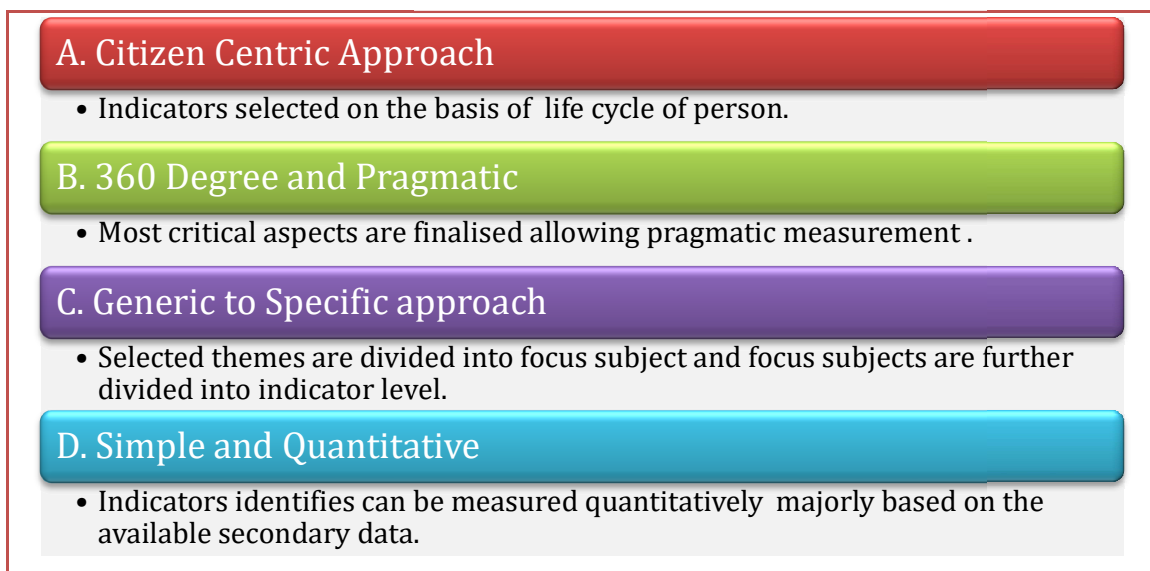 A. Citizen Centric Approach
• Indicators selected on the basis of life cycle of person.
B. 360 Degree and Pragmatic
• Most critical aspects are finalised allowing pragmatic measurement .
C. Generic to Specific approach
• Selected themes are divided into focus subject and focus subjects are further
divided into indicator level.
D. Simple and Quantitative
• Indicators identifies can be measured quantitatively majorly based on the
available secondary data.